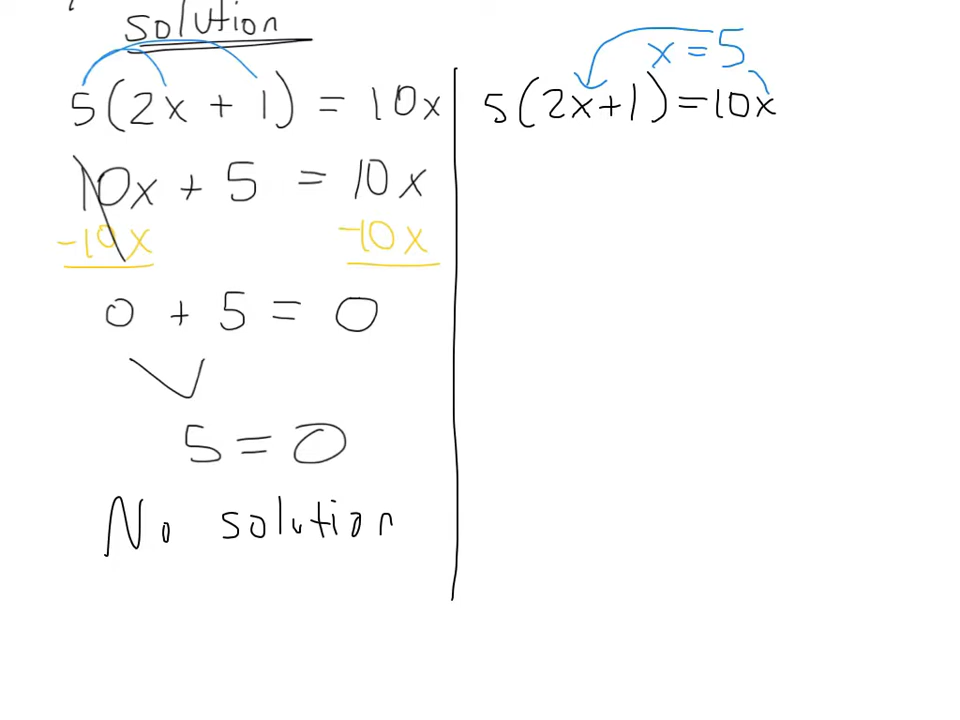 solution
5(2x + 1) = 10x
10x + 5 = 10x
-10x -10x
0 + 5 = 0
5 = 0
No solution
x = 5
5(2x+1)=10x